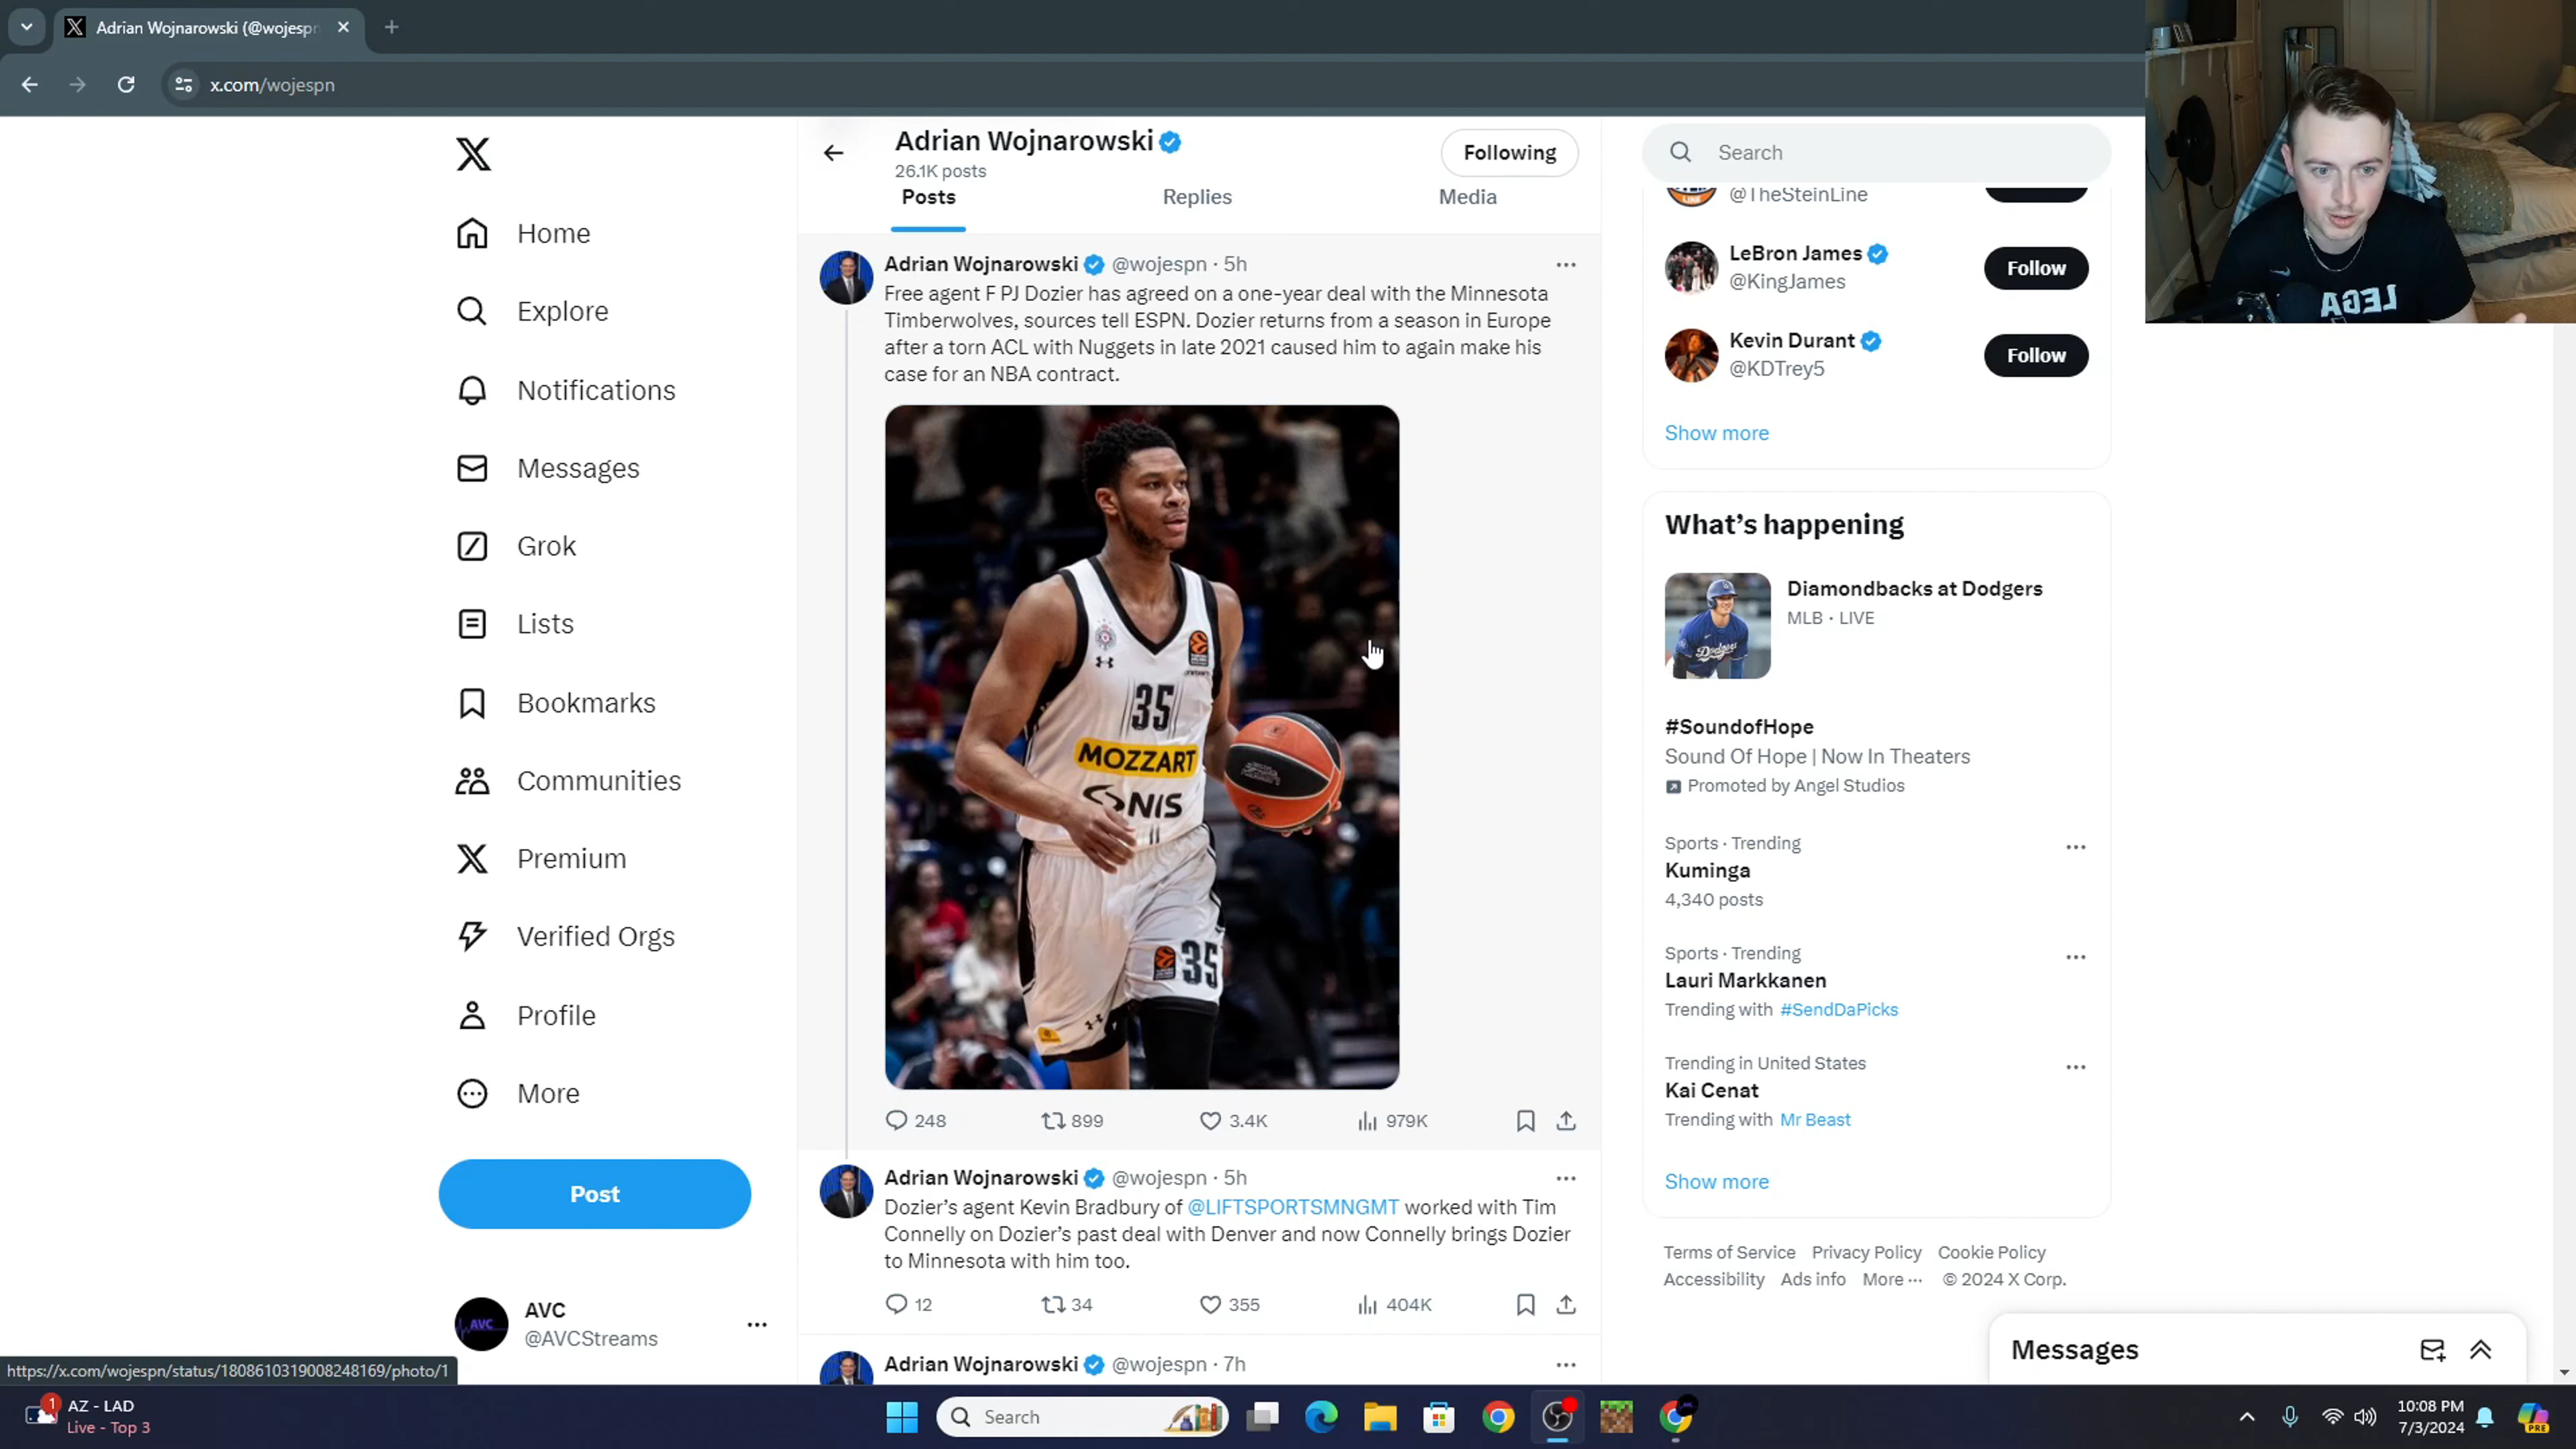 Adrian Wojnarowski (@wojespn
x.com/wojespn
Adrian Wojnarowski
26.1K posts
Following
Posts
Replies
Media
Home
Explore
Notifications
Messages
Grok
Lists
Bookmarks
Communities
Premium
Verified Orgs
Profile
More
Post
AVC
AVC
@AVCStreams
https://x.com/wojespn/status/1808610319008248169/photo/1
Adrian Wojnarowski @wojespn · 5h
Free agent F PJ Dozier has agreed on a one-year deal with the Minnesota
Timberwolves, sources tell ESPN. Dozier returns from a season in Europe
after a torn ACL with Nuggets in late 2021 caused him to again make his
case for an NBA contract.
35
MOZZART
NIS
35
248
899
3.4K
979K
Adrian Wojnarowski @wojespn · 5h
Dozier's agent Kevin Bradbury of @LIFTSPORTSMNGMT worked with Tim
Connelly on Dozier's past deal with Denver and now Connelly brings Dozier
to Minnesota with him too.
12
34
355
404K
Adrian Wojnarowski @wojespn · 7h
Search
@TheSteinLine
LeBron James
@KingJames
Follow
Kevin Durant
@KDTrey5
Follow
Show more
What's happening
Diamondbacks at Dodgers
MLB · LIVE
Dodgers
#SoundofHope
Sound Of Hope | Now In Theaters
Promoted by Angel Studios
Sports · Trending
Kuminga
4,340 posts
Sports · Trending
Lauri Markkanen
Trending with #SendDaPicks
Trending in United States
Kai Cenat
Trending with Mr Beast
Show more
Terms of Service Privacy Policy Cookie Policy
Accessibility Ads info More ··· © 2024 X Corp.
Messages
LEGA
1
AZ - LAD
Live - Top 3
Search
10:08 PM
7/3/2024
PRE